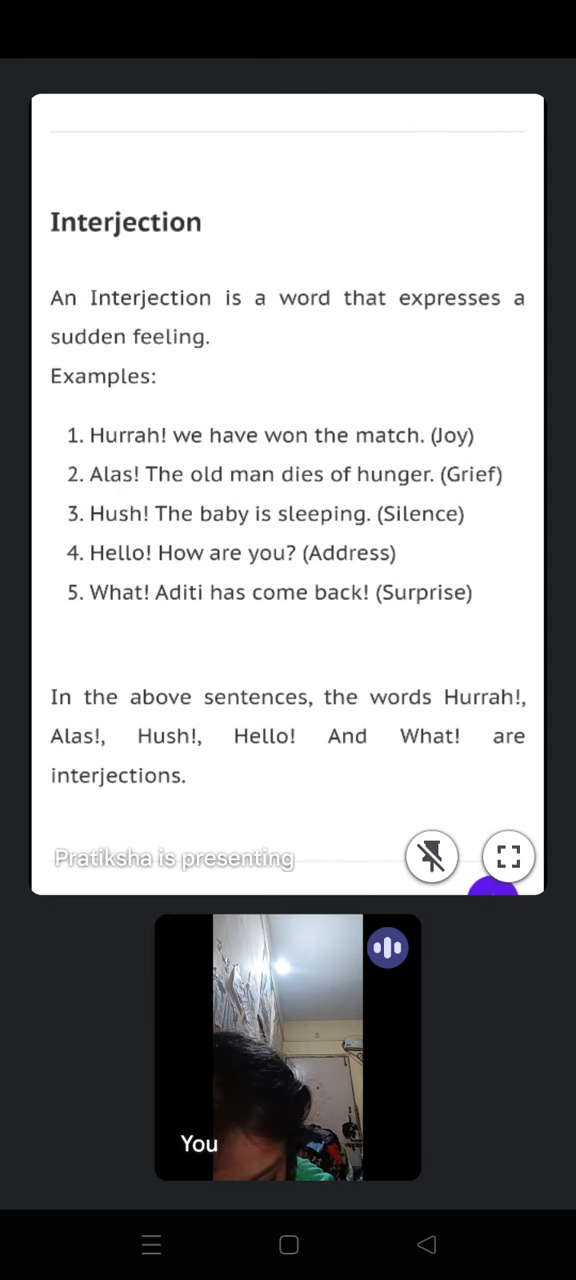 Interjection
An Interjection is a word that expresses a
sudden feeling.
Examples:
1. Hurrah! we have won the match. (Joy)
2. Alas! The old man dies of hunger. (Grief)
3. Hush! The baby is sleeping. (Silence)
4. Hello! How are you? (Address)
5. What! Aditi has come back! (Surprise)
In the above sentences, the words Hurrah!,
Alas!, Hush!, Hello! And What! are
interjections.
Pratiksha is presenting
You